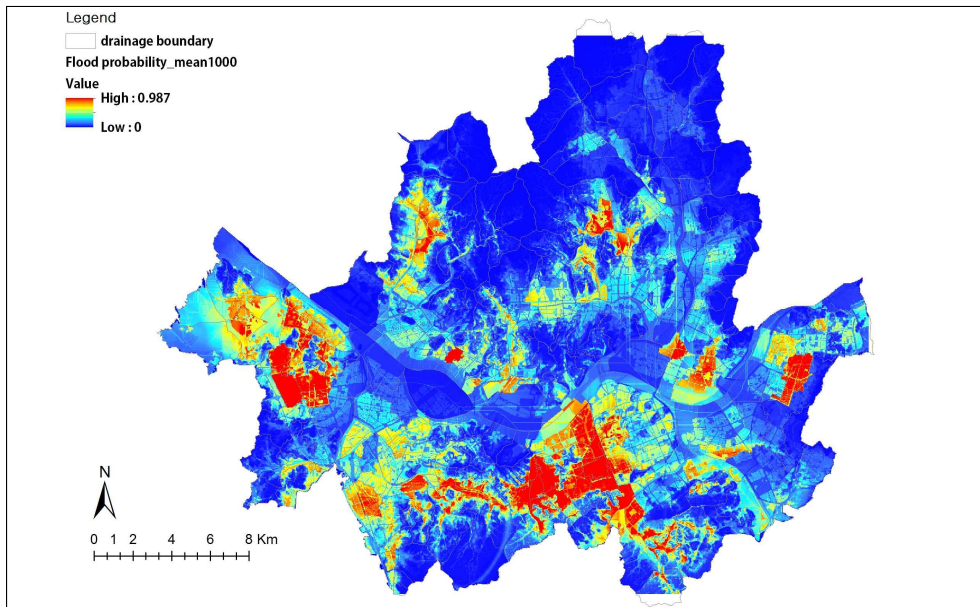 Legend
drainage boundary
Flood probability_mean1000
Value
High : 0.987
Low : 0
N
0 1 2 4 6 8 Km